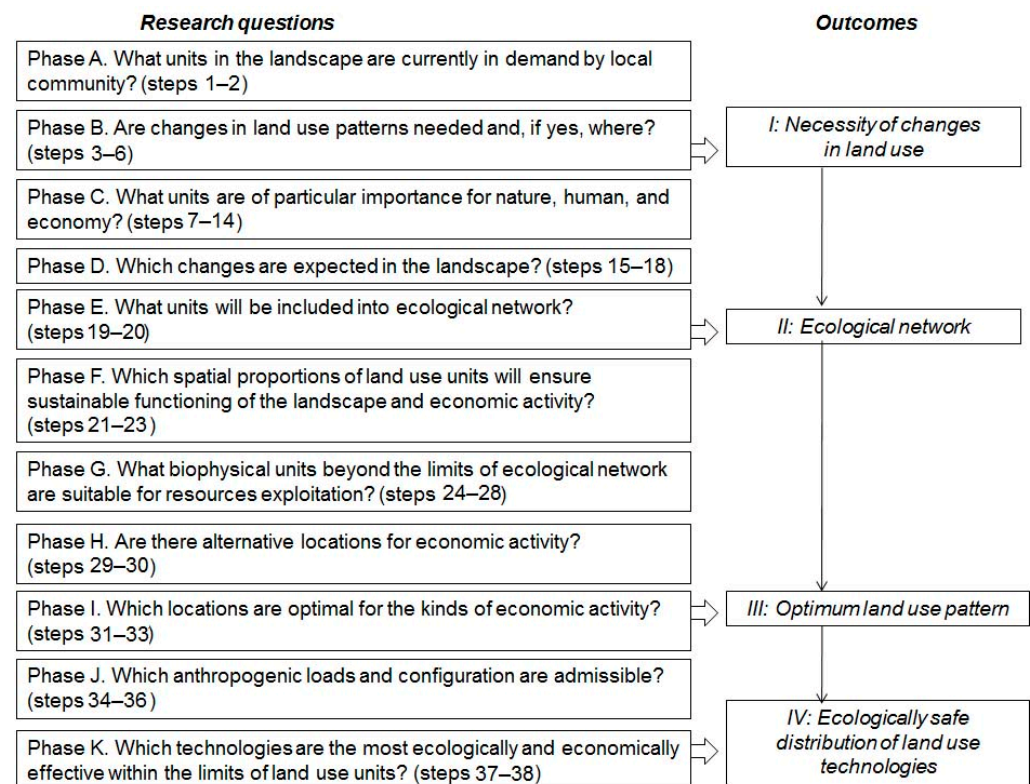 Research questions
Outcomes
Phase A. What units in the landscape are currently in demand by local
community? (steps 1–2)
Phase B. Are changes in land use patterns needed and, if yes, where?
(steps 3–6)
I: Necessity of changes
in land use
Phase C. What units are of particular importance for nature, human, and
economy? (steps 7–14)
Phase D. Which changes are expected in the landscape? (steps 15–18)
Phase E. What units will be included into ecological network?
(steps 19–20)
II: Ecological network
Phase F. Which spatial proportions of land use units will ensure
sustainable functioning of the landscape and economic activity?
(steps 21–23)
Phase G. What biophysical units beyond the limits of ecological network
are suitable for resources exploitation? (steps 24–28)
Phase H. Are there alternative locations for economic activity?
(steps 29–30)
Phase I. Which locations are optimal for the kinds of economic activity?
(steps 31–33)
III: Optimum land use pattern
Phase J. Which anthropogenic loads and configuration are admissible?
(steps 34–36)
Phase K. Which technologies are the most ecologically and economically
effective within the limits of land use units? (steps 37–38)
IV: Ecologically safe
distribution of land use
technologies